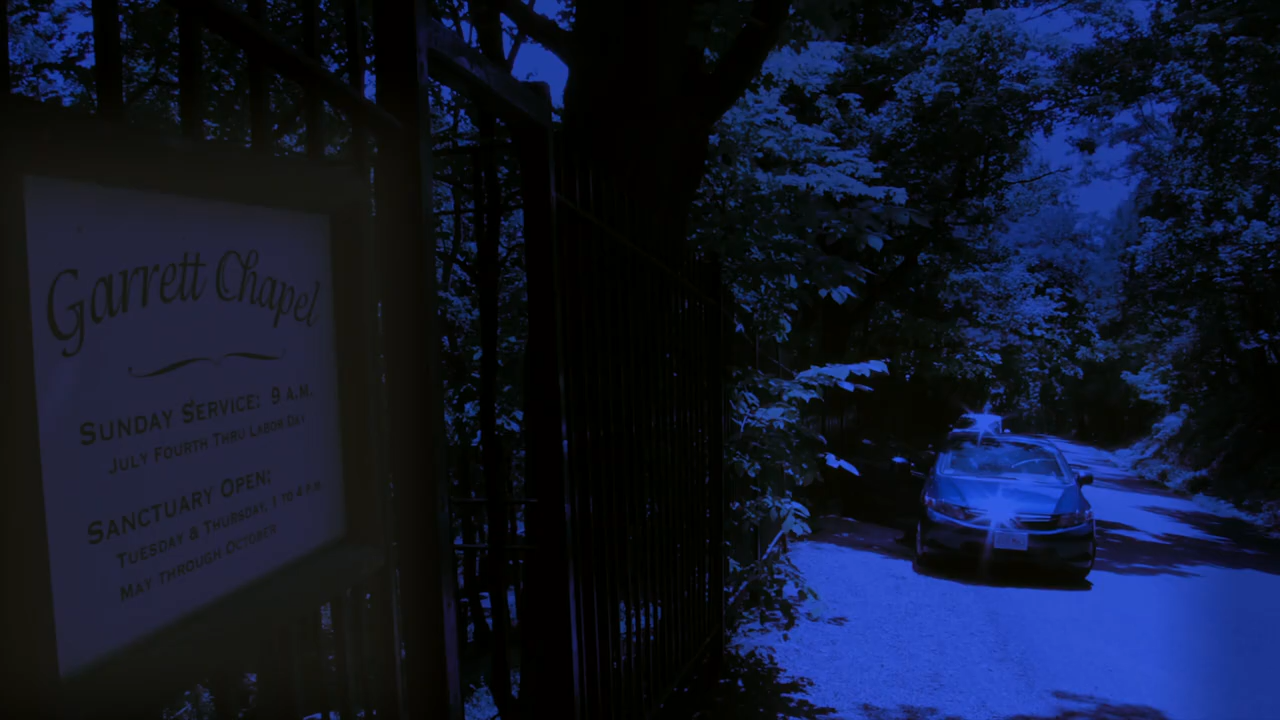 Garrett Chapel
SUNDAY SERVICE: 9 A.M.
JULY FOURTH THRU LABOR DAY
SANCTUARY OPEN:
TUESDAY & THURSDAY, 1 TO 4 P.M.
MAY THROUGH OCTOBER